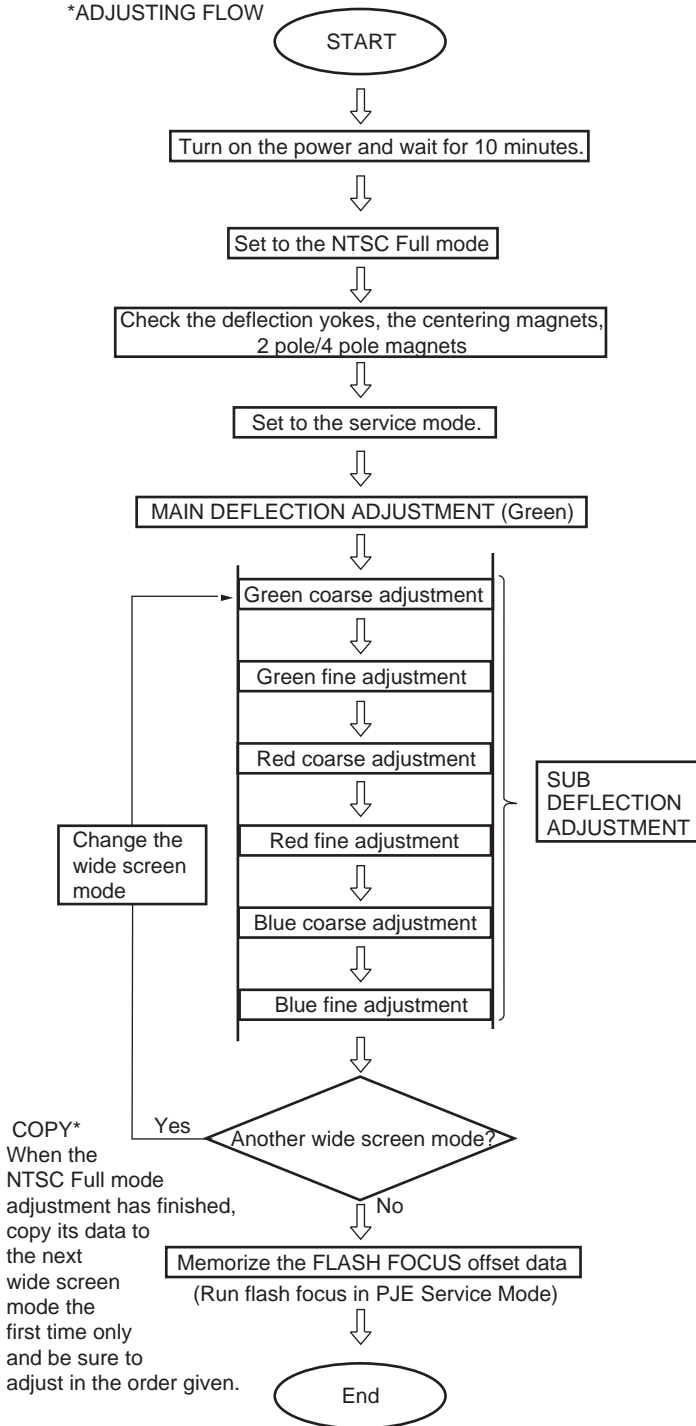 *ADJUSTING FLOW
START
Turn on the power and wait for 10 minutes.
Set to the NTSC Full mode
Check the deflection yokes, the centering magnets,
2 pole/4 pole magnets
Set to the service mode.
MAIN DEFLECTION ADJUSTMENT (Green)
Green coarse adjustment
Green fine adjustment
Red coarse adjustment
Red fine adjustment
Blue coarse adjustment
Blue fine adjustment
SUB
DEFLECTION
ADJUSTMENT
Change the
wide screen
mode
Another wide screen mode?
Yes
No
COPY*
When the
NTSC Full mode
adjustment has finished,
copy its data to
the next
wide screen
mode the
first time only
and be sure to
adjust in the order given.
Memorize the FLASH FOCUS offset data
(Run flash focus in PJE Service Mode)
End